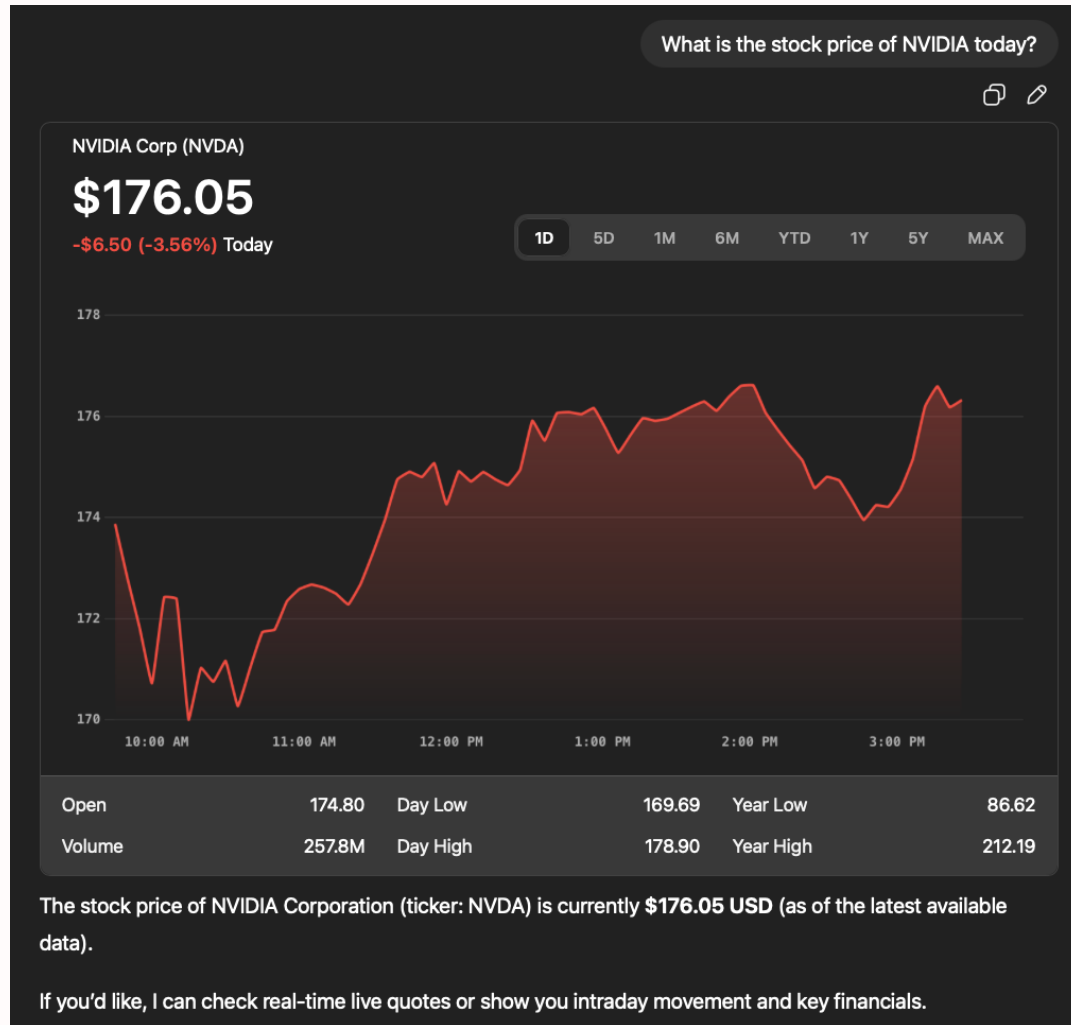 What is the stock price of NVIDIA today?
NVIDIA Corp (NVDA)
$176.05
-$6.50 (-3.56%) Today
1D 5D 1M 6M YTD 1Y 5Y MAX
178
176
174
172
170
10:00 AM 11:00 AM 12:00 PM 1:00 PM 2:00 PM 3:00 PM
Open 174.80 Day Low 169.69 Year Low 86.62
Volume 257.8M Day High 178.90 Year High 212.19
The stock price of NVIDIA Corporation (ticker: NVDA) is currently $176.05 USD (as of the latest available
data).
If you’d like, I can check real-time live quotes or show you intraday movement and key financials.